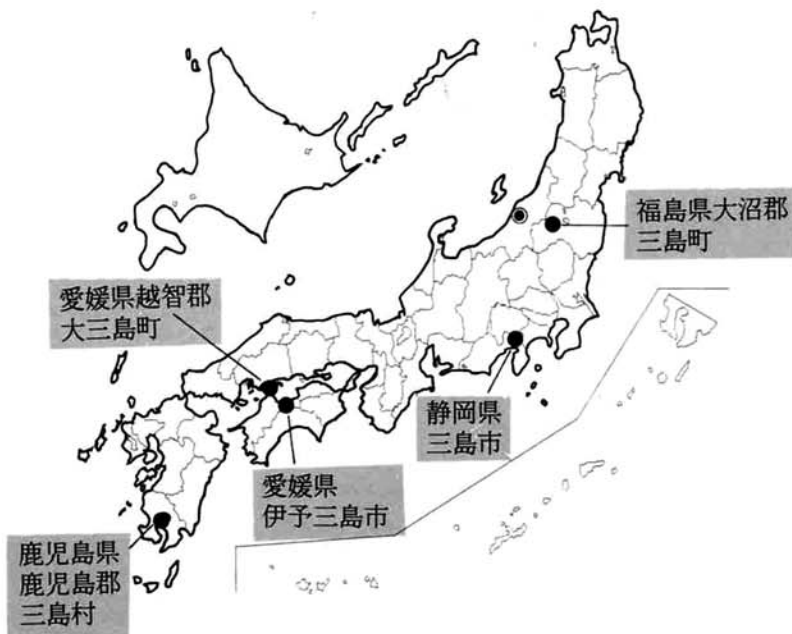 福島県大沼郡
三島町
愛媛県越智郡
大三島町
静岡県
三島市
愛媛県
伊予三島市
鹿児島県
鹿児島郡
三島村